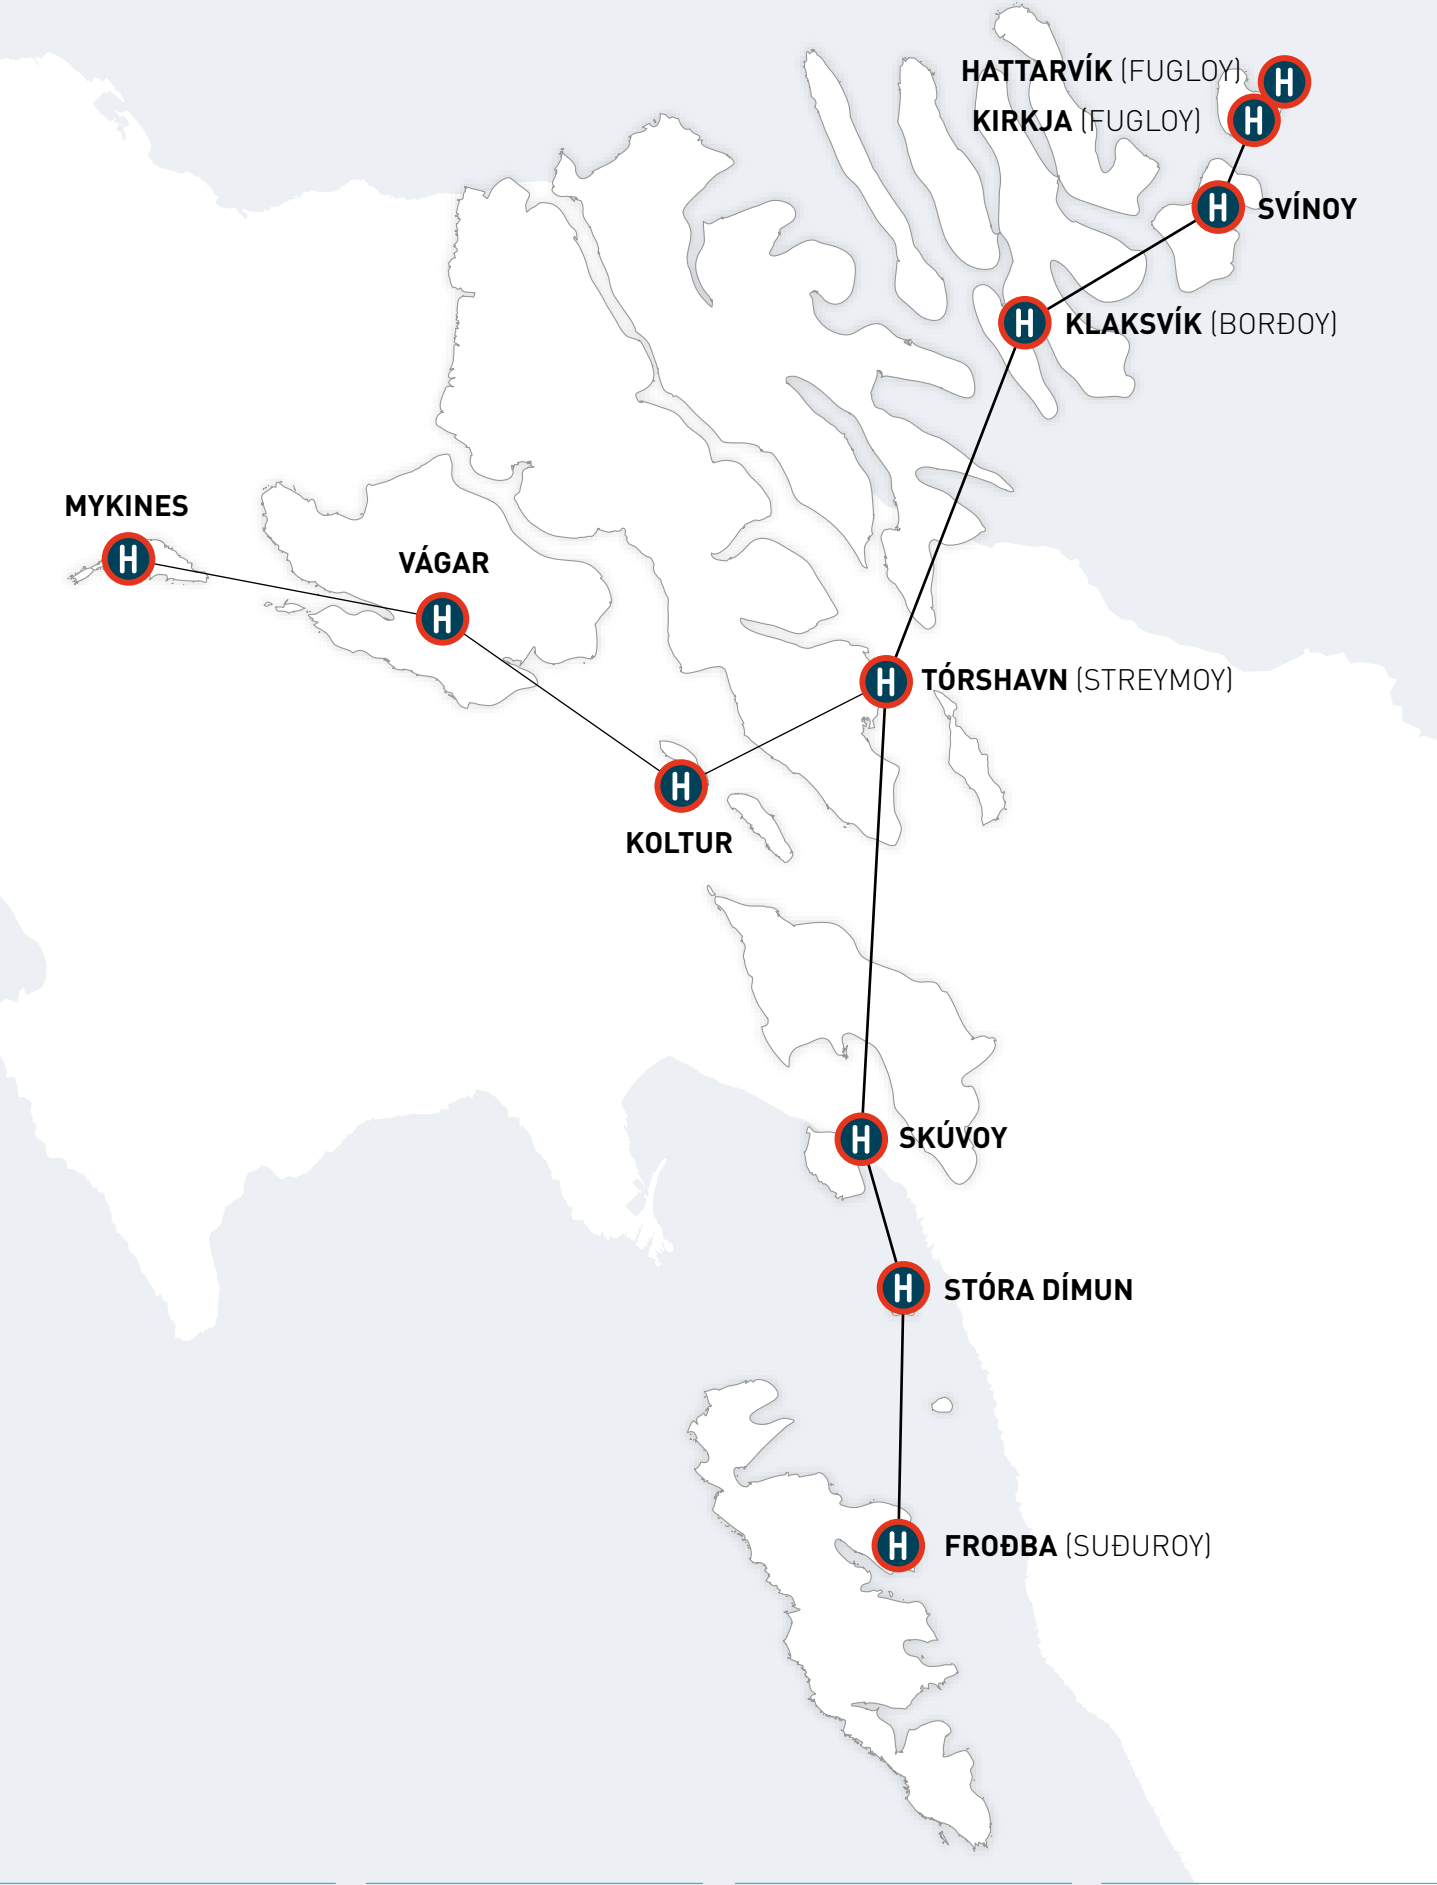 HATTARVÍK (FUGLOY)
H
KIRKJA (FUGLOY)
H
H
SVÍNOY
H
KLAKSVÍK (BORÐOY)
MYKINES
H
VÁGAR
H
H
TÓRSHAVN (STREYMOY)
H
KOLTUR
H
SKÚVOY
H
STÓRA DÍMUN
H
FROÐBA (SUÐUROY)